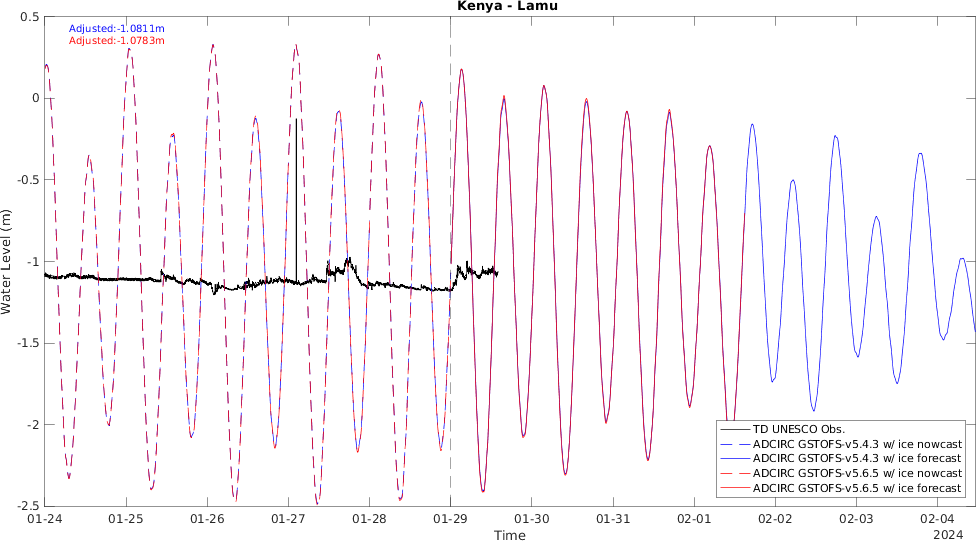 Kenya - Lamu
Adjusted:-1.0811m
Adjusted:-1.0783m
Water Level (m)
0.5
0
-0.5
-1
-1.5
-2
-2.5
01-24
01-25
01-26
01-27
01-28
01-29
01-30
01-31
02-01
02-02
02-03
02-04
Time
2024
TD UNESCO Obs.
ADCIRC GSTOFS-v5.4.3 w/ ice nowcast
ADCIRC GSTOFS-v5.4.3 w/ ice forecast
ADCIRC GSTOFS-v5.6.5 w/ ice nowcast
ADCIRC GSTOFS-v5.6.5 w/ ice forecast